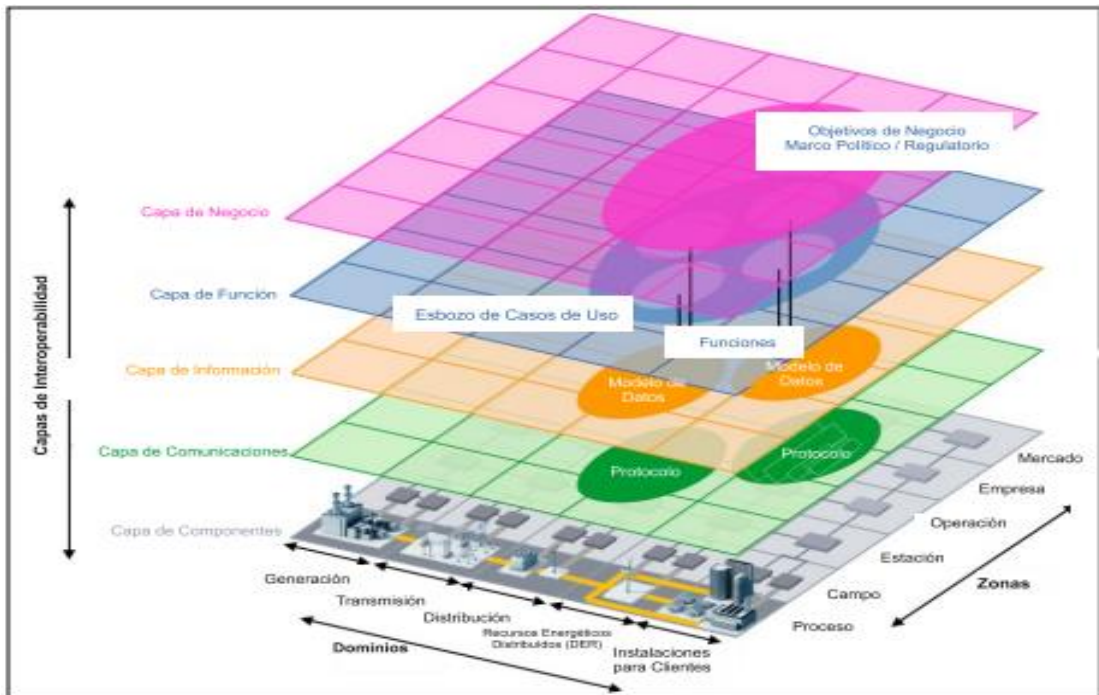 Objetivos de Negocio
Marco Político / Regulatorio
Capa de Negocio
Capa de Función
Esbozo de Casos de Uso
Funciones
Capa de Información
Modelo de
Datos
Modelo de
Datos
Capa de Comunicaciones
Protocolo
Protocolo
Capa de Componentes
Capas de Interoperabilidad
Mercado
Empresa
Operación
Estación
Campo
Proceso
Zonas
Generación
Transmisión
Distribución
Recursos Energéticos
Distribuídos (DER)
Instalaciones
para Clientes
Dominios